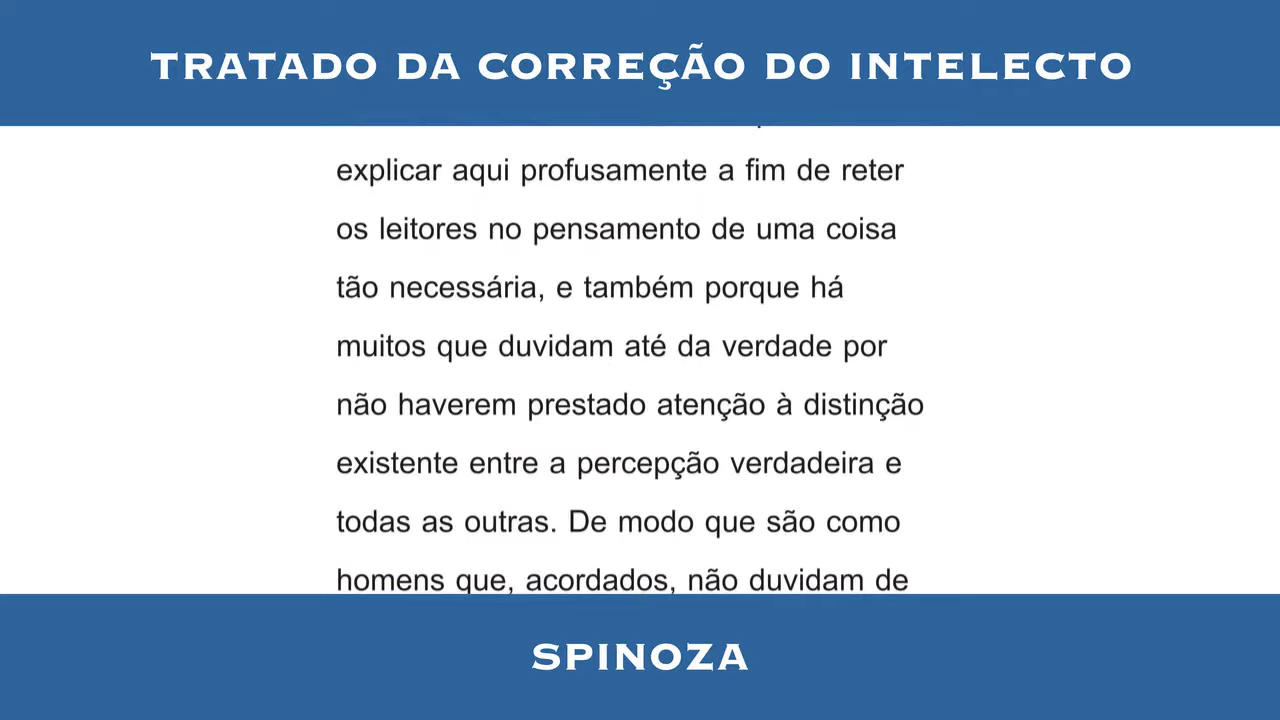 TRATADO DA CORREÇÃO DO INTELECTO
explicar aqui profusamente a fim de reter
os leitores no pensamento de uma coisa
tão necessária, e também porque há
muitos que duvidam até da verdade por
não haverem prestado atenção à distinção
existente entre a percepção verdadeira e
todas as outras. De modo que são como
homens que, acordados, não duvidam de
SPINOZA